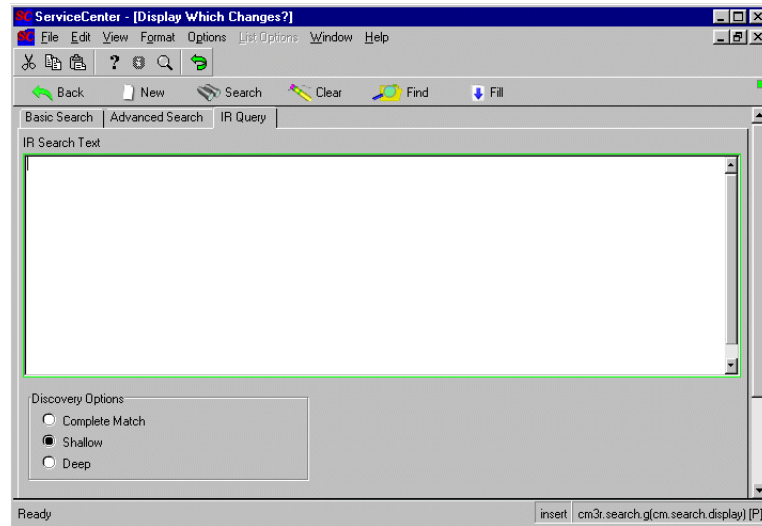 SC ServiceCenter - [Display Which Changes?]
SC File Edit View Format Options List Options Window Help
Back New Search Clear Find Fill
Basic Search Advanced Search IR Query
IR Search Text
Discovery Options
Complete Match
Shallow
Deep
Ready insert cm3r.search.g(cm.search.display) [P]